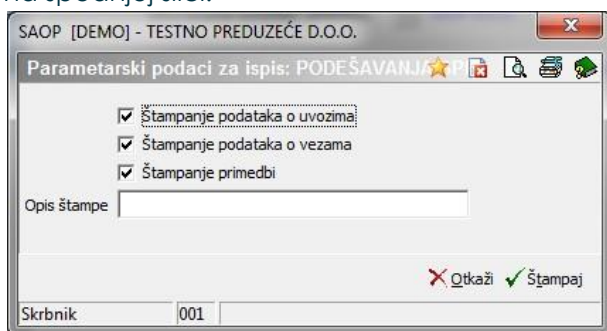 SAOP [DEMO] - TESTNO PREDUZEĆE D.O.O.
Parametarski podaci za ispis: PODEŠAVANJA
Štampanje podataka o uvozima
Štampanje podataka o vezama
Štampanje primedbi
Opis štampe
Otkaži Štampaj
Skrbnik 001